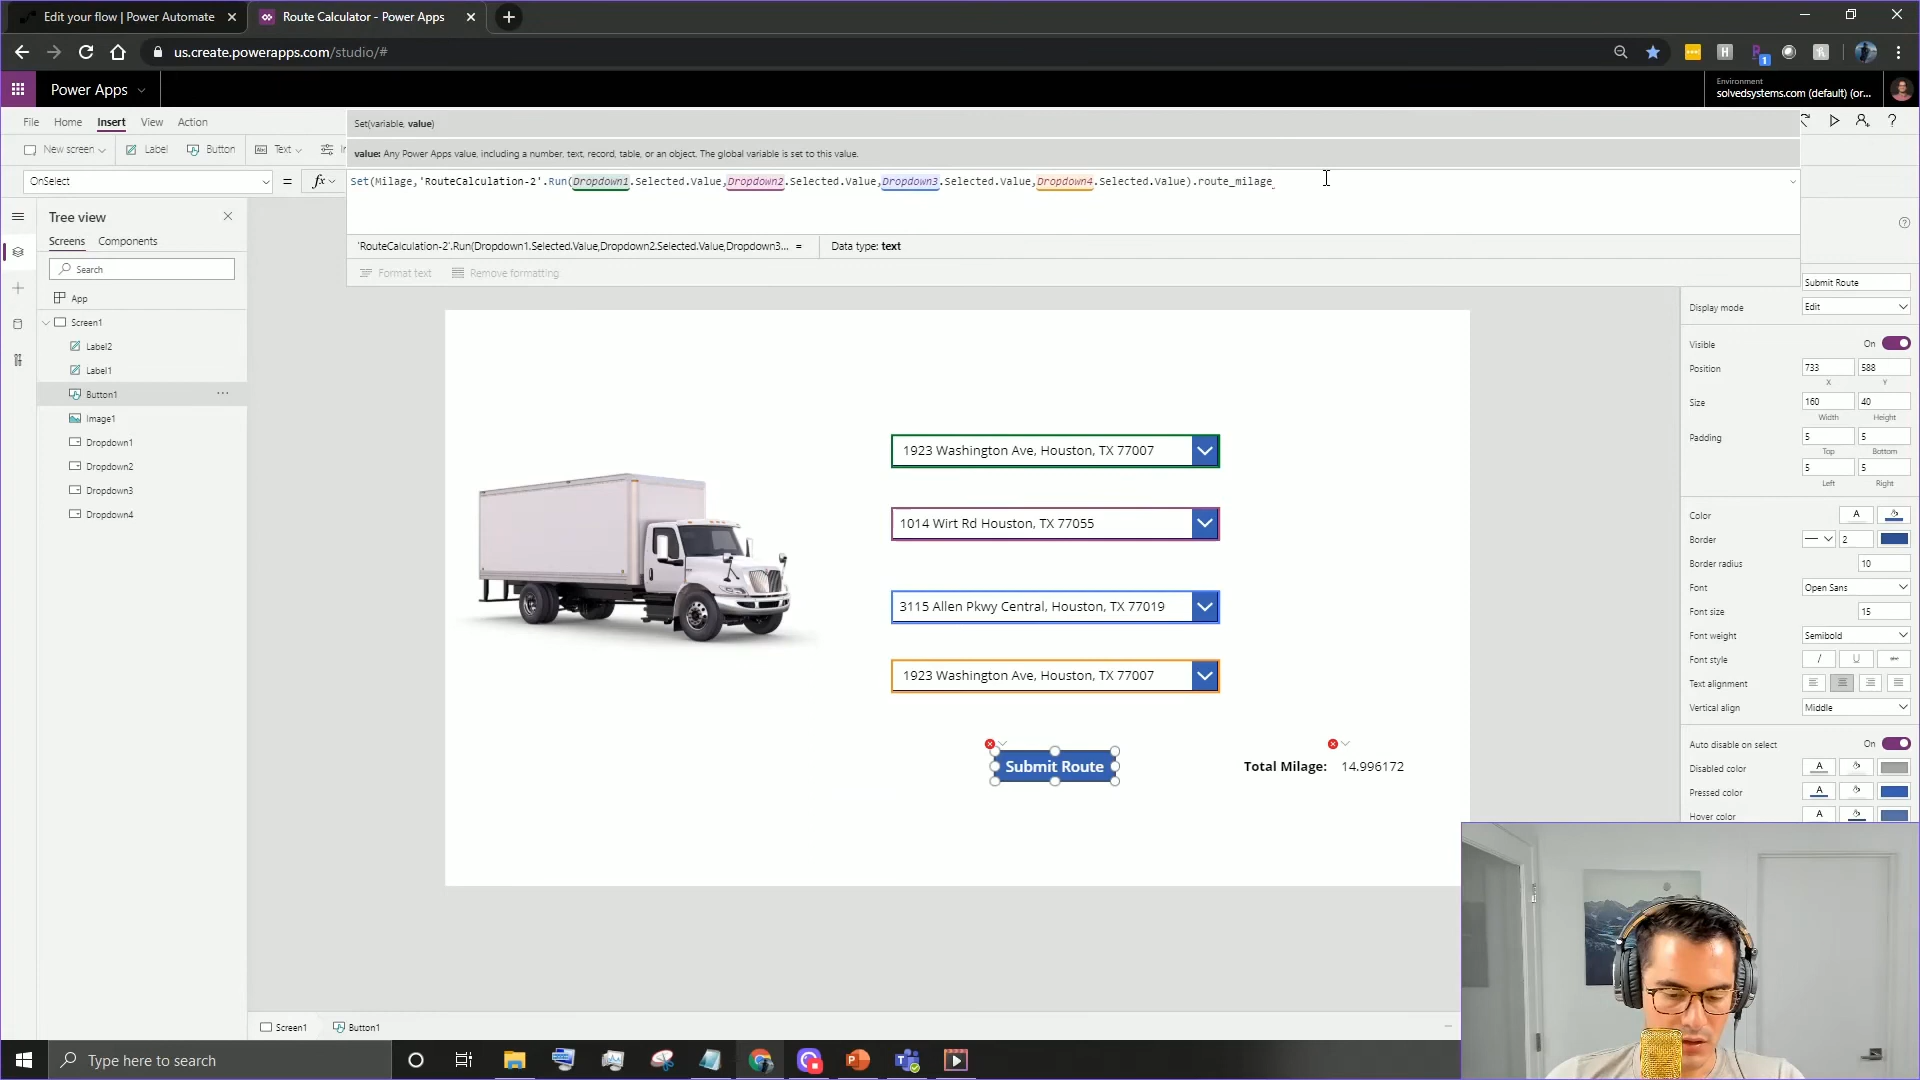 Edit your flow | Power Automate
Route Calculator - Power Apps
us.create.powerapps.com/studio/#
1
Power Apps
Environment
solvedsystems.com (default) (or...
File Home Insert View Action
New screen
Label
Button
Text
Set(variable, value)
value: Any Power Apps value, including a number, text, record, table, or an object. The global variable is set to this value.
OnSelect
=
fx
Set(Milage,'RouteCalculation-2'.Run(Dropdown1.Selected.Value,Dropdown2.Selected.Value,Dropdown3.Selected.Value,Dropdown4.Selected.Value).route_milage
'RouteCalculation-2'.Run(Dropdown1.Selected.Value,Dropdown2.Selected.Value,Dropdown3... =
Data type: text
Format text
Remove formatting
Tree view
Screens Components
Search
App
Screen1
Label2
Label1
Button1
Image1
Dropdown1
Dropdown2
Dropdown3
Dropdown4
1923 Washington Ave, Houston, TX 77007
1014 Wirt Rd Houston, TX 77055
3115 Allen Pkwy Central, Houston, TX 77019
1923 Washington Ave, Houston, TX 77007
Submit Route
Total Milage: 14.996172
Submit Route
Display mode Edit
Visible On
Position 733 588
X Y
Size 160 40
Width Height
Padding 5 5
Top Bottom
5 5
Left Right
Color A
Border 2
Border radius 10
Font Open Sans
Font size 15
Font weight Semibold
Font style / U
Text alignment
Vertical align Middle
Auto disable on select On
Disabled color A
Pressed color A
Hover color A
Screen1
Button1
Type here to search